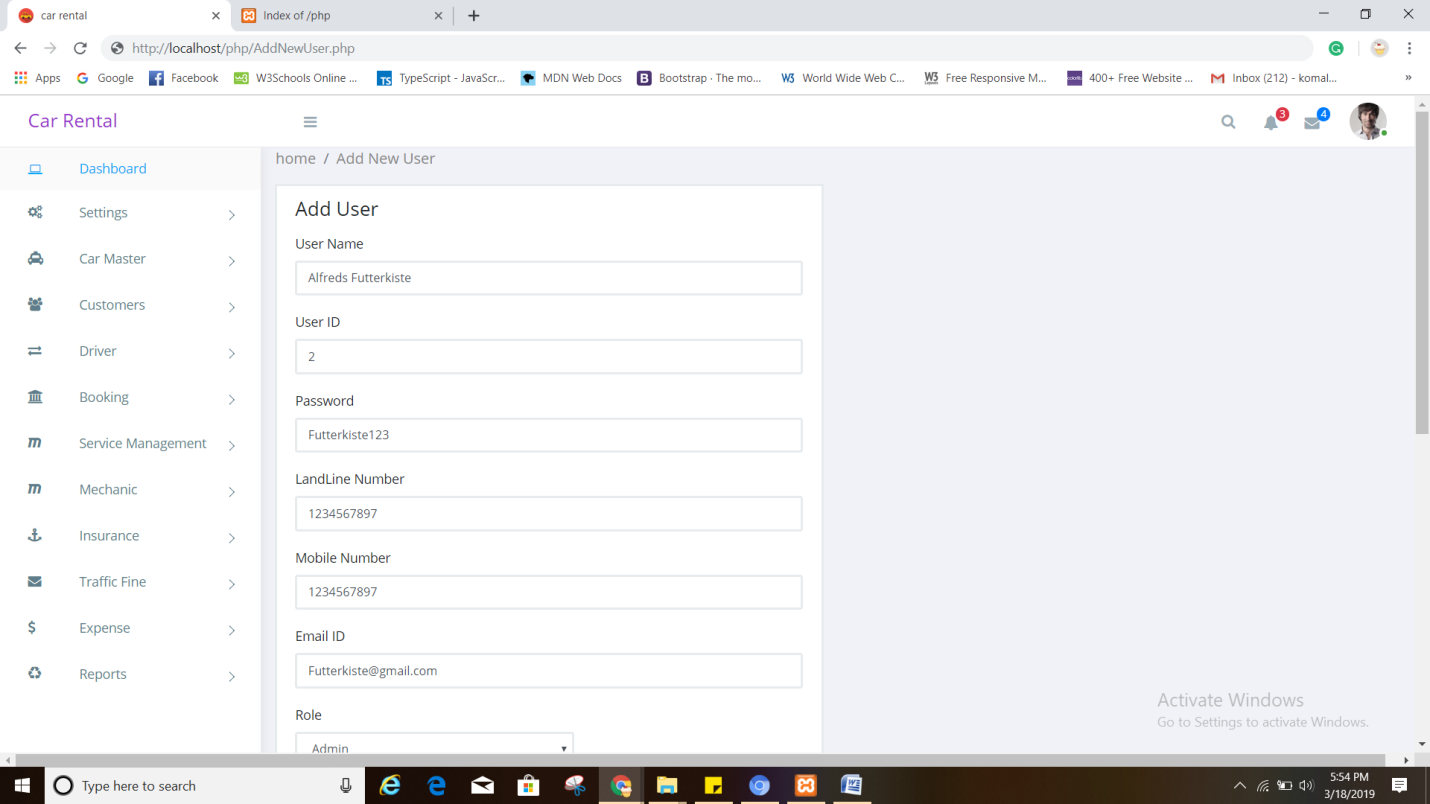 car rental
Index of /php
http://localhost/php/AddNewUser.php
Apps Google Facebook W3Schools Online ... TypeScript - JavaScr... MDN Web Docs Bootstrap · The mo... World Wide Web C... Free Responsive M... 400+ Free Website ... Inbox (212) - komal... »
Car Rental
3
4
home / Add New User
Dashboard
Settings
Car Master
Customers
Driver
Booking
Service Management
Mechanic
Insurance
Traffic Fine
Expense
Reports
Add User
User Name
Alfreds Futterkiste
User ID
2
Password
Futterkiste123
LandLine Number
1234567897
Mobile Number
1234567897
Email ID
Futterkiste@gmail.com
Role
Admin
Activate Windows
Go to Settings to activate Windows.
Type here to search
5:54 PM
3/18/2019